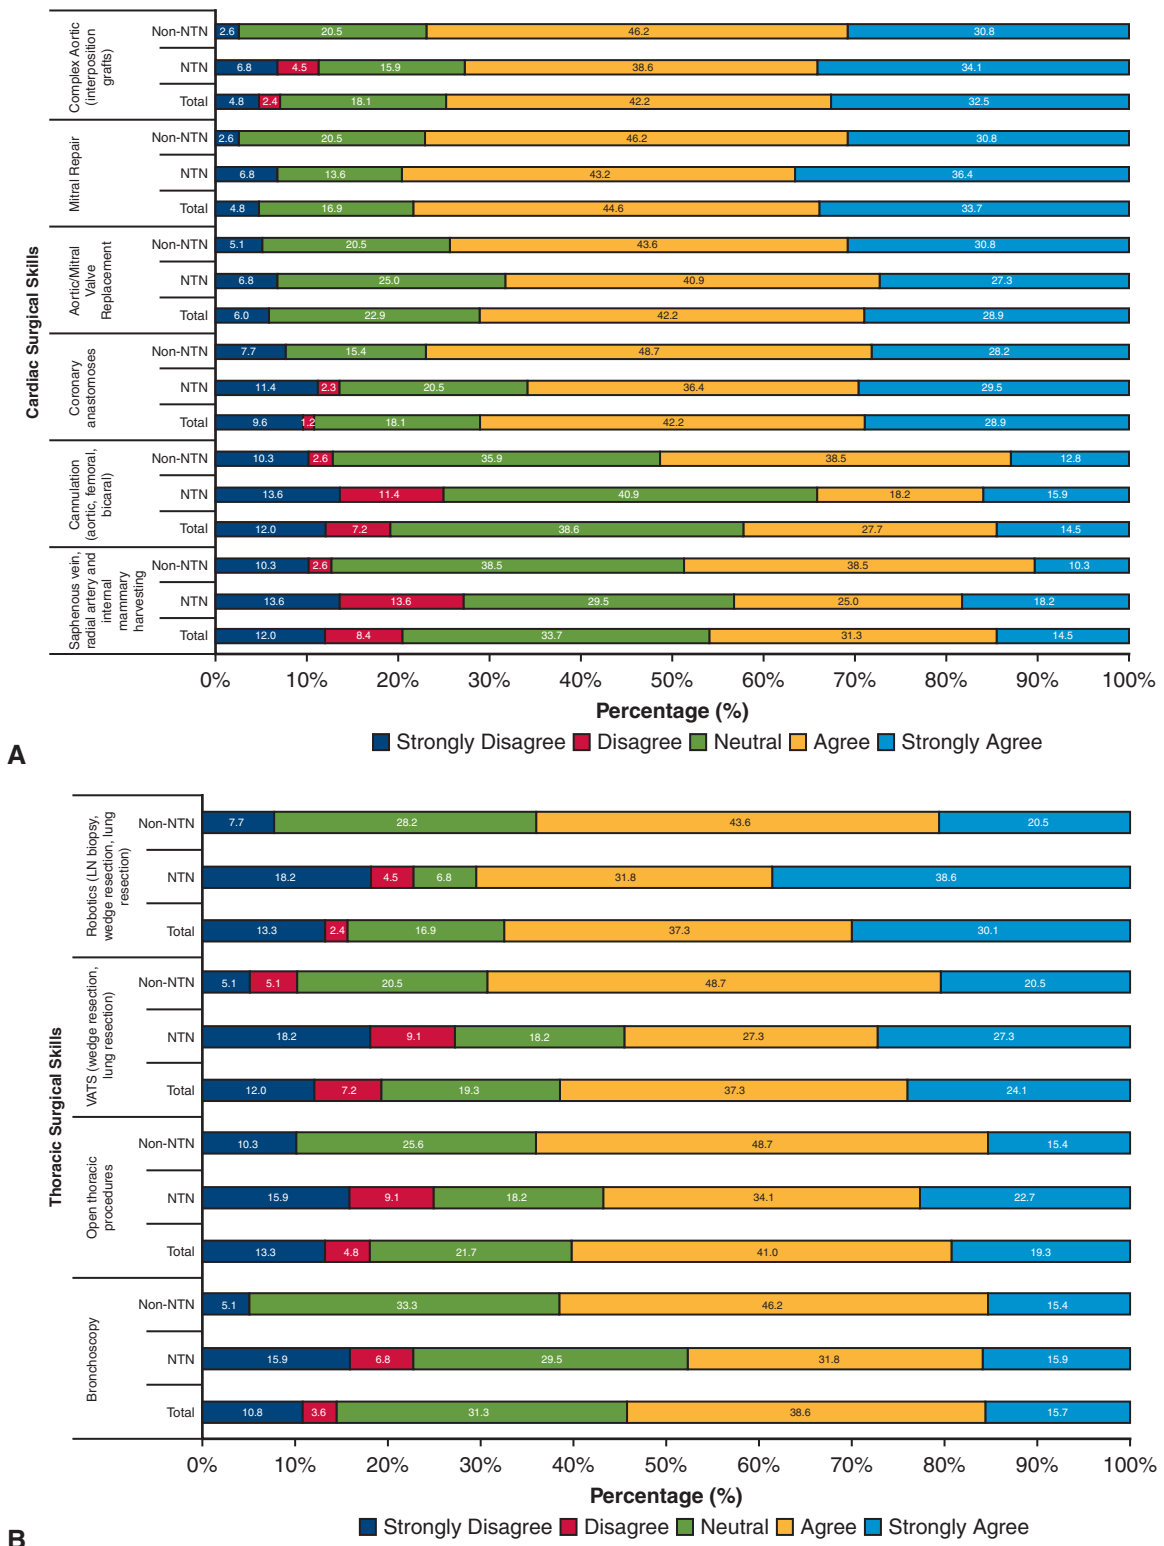 Cardiac Surgical Skills
Complex Aortic
(interposition
grafts)
Non-NTN 2.6 20.5 46.2 30.8
NTN 6.8 4.5 15.9 38.6 34.1
Total 4.8 2.4 18.1 42.2 32.5
Mitral Repair
Non-NTN 2.6 20.5 46.2 30.8
NTN 6.8 13.6 43.2 36.4
Total 4.8 16.9 44.6 33.7
Aortic/Mitral
Valve
Replacement
Non-NTN 5.1 20.5 43.6 30.8
NTN 6.8 25.0 40.9 27.3
Total 6.0 22.9 42.2 28.9
Coronary
anastomoses
Non-NTN 7.7 15.4 48.7 28.2
NTN 11.4 2.3 20.5 36.4 29.5
Total 9.6 1.2 18.1 42.2 28.9
Cannulation
(aortic, femoral,
bicaral)
Non-NTN 10.3 2.6 35.9 38.5 12.8
NTN 13.6 11.4 40.9 18.2 15.9
Total 12.0 7.2 38.6 27.7 14.5
Saphenous vein,
radial artery and
internal
mammary
harvesting
Non-NTN 10.3 2.6 38.5 38.5 10.3
NTN 13.6 13.6 29.5 25.0 18.2
Total 12.0 8.4 33.7 31.3 14.5
0% 10% 20% 30% 40% 50% 60% 70% 80% 90% 100%
Percentage (%)
Strongly Disagree Disagree Neutral Agree Strongly Agree
A
Thoracic Surgical Skills
Robotics (LN biopsy,
wedge resection, lung
resection)
Non-NTN 7.7 28.2 43.6 20.5
NTN 18.2 4.5 6.8 31.8 38.6
Total 13.3 2.4 16.9 37.3 30.1
VATS (wedge resection,
lung resection)
Non-NTN 5.1 5.1 20.5 48.7 20.5
NTN 18.2 9.1 18.2 27.3 27.3
Total 12.0 7.2 19.3 37.3 24.1
Open thoracic
procedures
Non-NTN 10.3 25.6 48.7 15.4
NTN 15.9 9.1 18.2 34.1 22.7
Total 13.3 4.8 21.7 41.0 19.3
Bronchoscopy
Non-NTN 5.1 33.3 46.2 15.4
NTN 15.9 6.8 29.5 31.8 15.9
Total 10.8 3.6 31.3 38.6 15.7
0% 10% 20% 30% 40% 50% 60% 70% 80% 90% 100%
Percentage (%)
Strongly Disagree Disagree Neutral Agree Strongly Agree
B